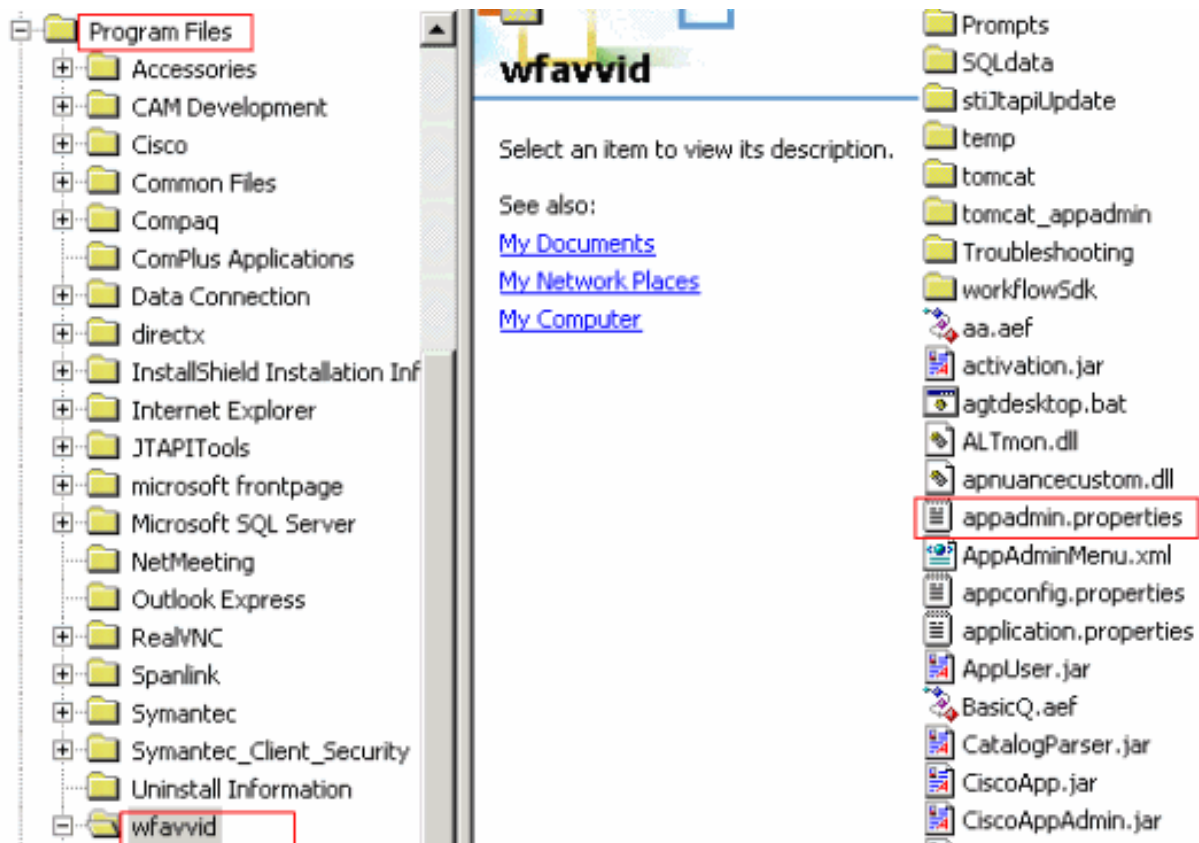 Program Files
Accessories
CAM Development
Cisco
Common Files
Compaq
ComPlus Applications
Data Connection
directx
InstallShield Installation Inf
Internet Explorer
JTAPITools
microsoft frontpage
Microsoft SQL Server
NetMeeting
Outlook Express
RealVNC
Spanlink
Symantec
Symantec_Client_Security
Uninstall Information
wfavvid
wfavvid
Select an item to view its description.
See also:
My Documents
My Network Places
My Computer
Prompts
SQLdata
stiJtapiUpdate
temp
tomcat
tomcat_appadmin
Troubleshooting
workflowSdk
aa.aef
activation.jar
agtdesktop.bat
ALTmon.dll
apnuancecustom.dll
appadmin.properties
AppAdminMenu.xml
appconfig.properties
application.properties
AppUser.jar
BasicQ.aef
CatalogParser.jar
CiscoApp.jar
CiscoAppAdmin.jar